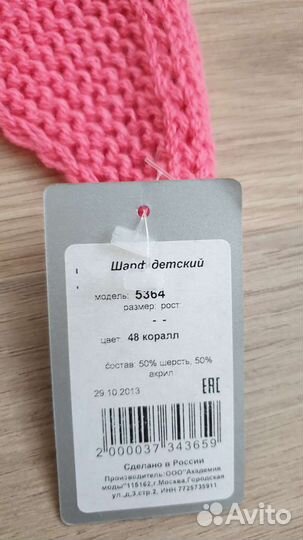 Шарф детский
модель: 5364
размер: рост:
- -
цвет: 48 коралл
состав: 50% шерсть, 50%
акрил
29.10.2013
EAC
2 000037 343659
Сделано в России
Производитель:ООО"Академия
моды"115162,г.Москва,Городская
ул.,д.3,стр.2, ИНН 7725735911
Avito